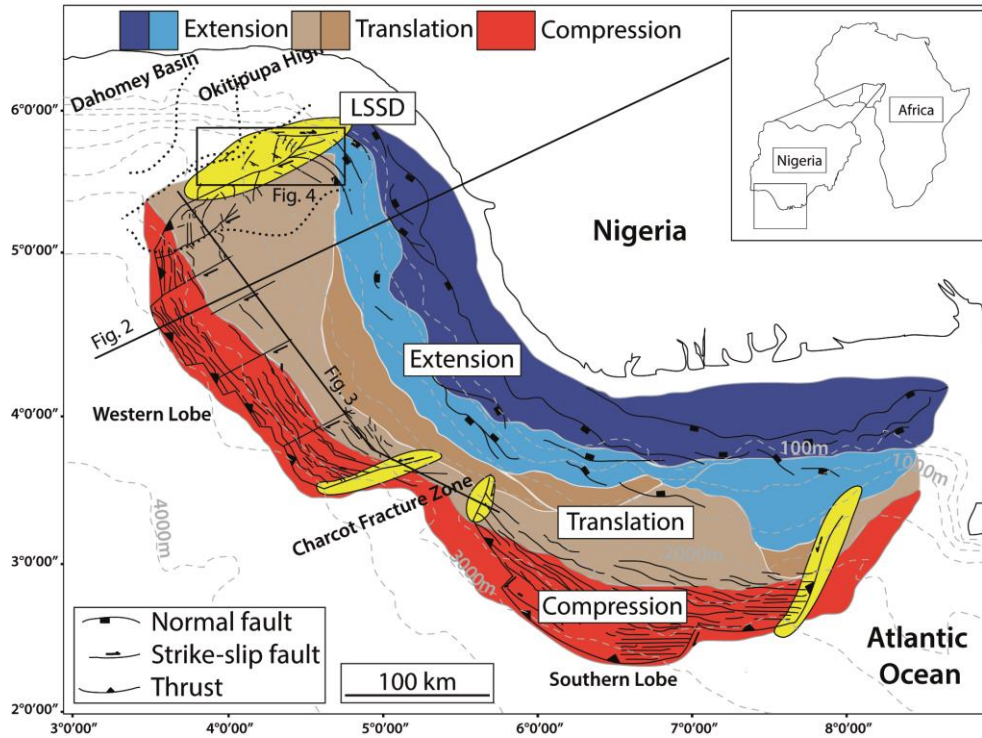 Extension
Translation
Compression
Dahomey Basin
Okitipupa High
LSSD
Africa
Nigeria
6°0'00"
Fig. 4
5°0'00"
Nigeria
Fig. 2
Extension
Fig. 3
4°0'00"
Western Lobe
100m
1000m
4000m
Charcot Fracture Zone
Translation
2000m
3°0'00"
3000m
Compression
Normal fault
Strike-slip fault
Thrust
100 km
Southern Lobe
Atlantic
Ocean
2°0'00"
3°0'00"
4°0'00"
5°0'00"
6°0'00"
7°0'00"
8°0'00"